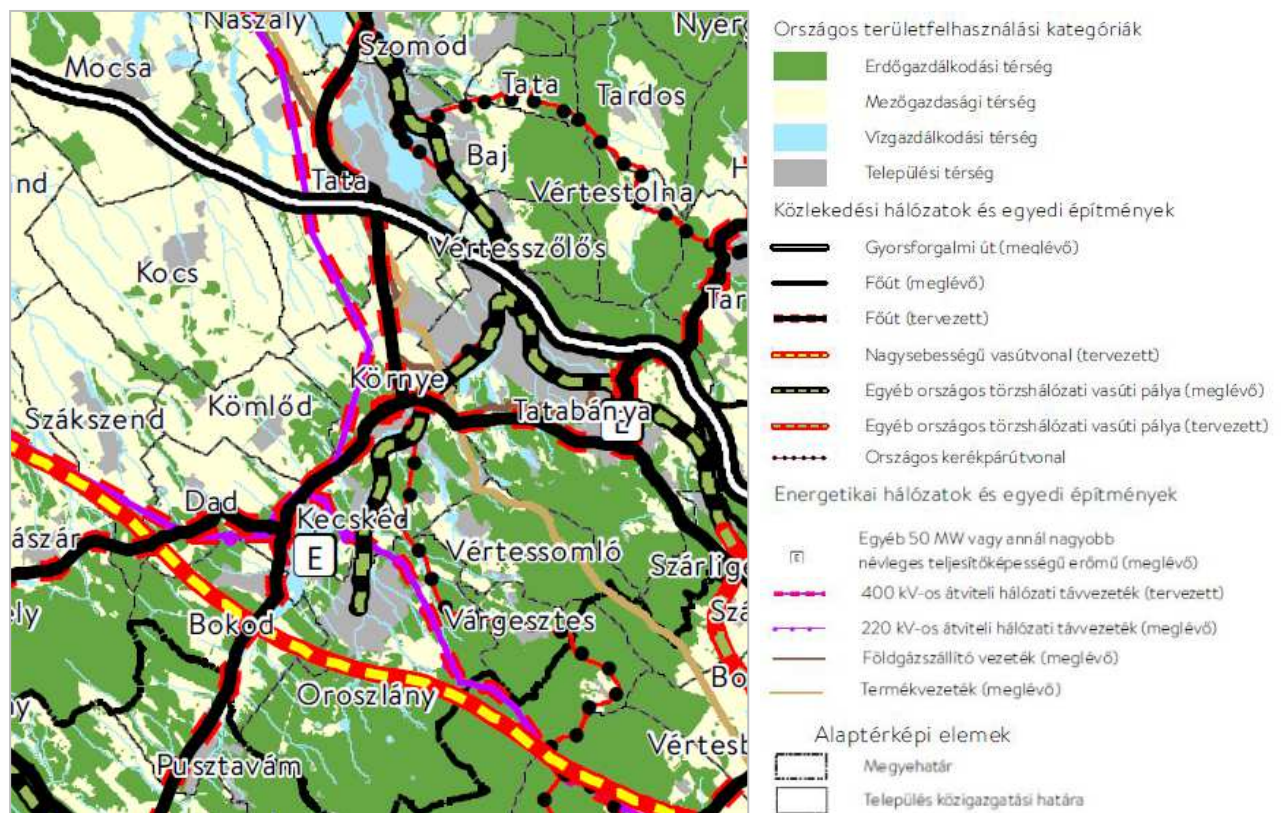 Naszály
Nyerg
Szomód
Mocsa
Tata
Tardos
Baj
H
and
Tata
Vértestolna
Vértesszőlős
Kocs
Tar
Környe
Kömlőd
Tatabánya
Szákszend
E
Dad
Kecskéd
ászár
E
Vértessomló
Szárlige
ely
Bokod
Várgesztes
Szá
Oroszlány
Bo
ny
Vértesb
Pusztavám
Országos területfelhasználási kategóriák
Erdőgazdálkodási térség
Mezőgazdasági térség
Vízgazdálkodási térség
Települési térség
Közlekedési hálózatok és egyedi építmények
Gyorsforgalmi út (meglévő)
Főút (meglévő)
Főút (tervezett)
Nagysebességű vasútvonal (tervezett)
Egyéb országos törzshálózati vasúti pálya (meglévő)
Egyéb országos törzshálózati vasúti pálya (tervezett)
Országos kerékpárútvonal
Energetikai hálózatok és egyedi építmények
Egyéb 50 MW vagy annál nagyobb
névleges teljesítőképességű erőmű (meglévő)
E
400 kV-os átviteli hálózati távvezeték (tervezett)
220 kV-os átviteli hálózati távvezeték (meglévő)
Földgázszállító vezeték (meglévő)
Termékvezeték (meglévő)
Alaptérképi elemek
Megyehatár
Település közigazgatási határa